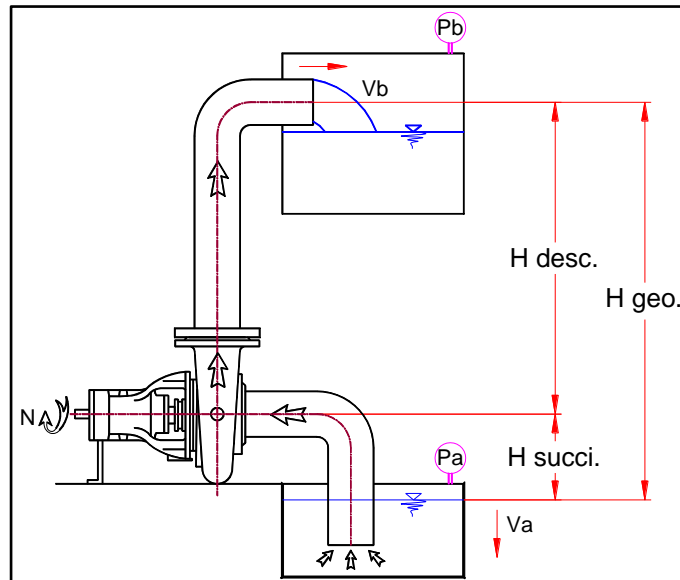 Pb
Vb
H desc.
H geo.
N
Pa
H succi.
Va